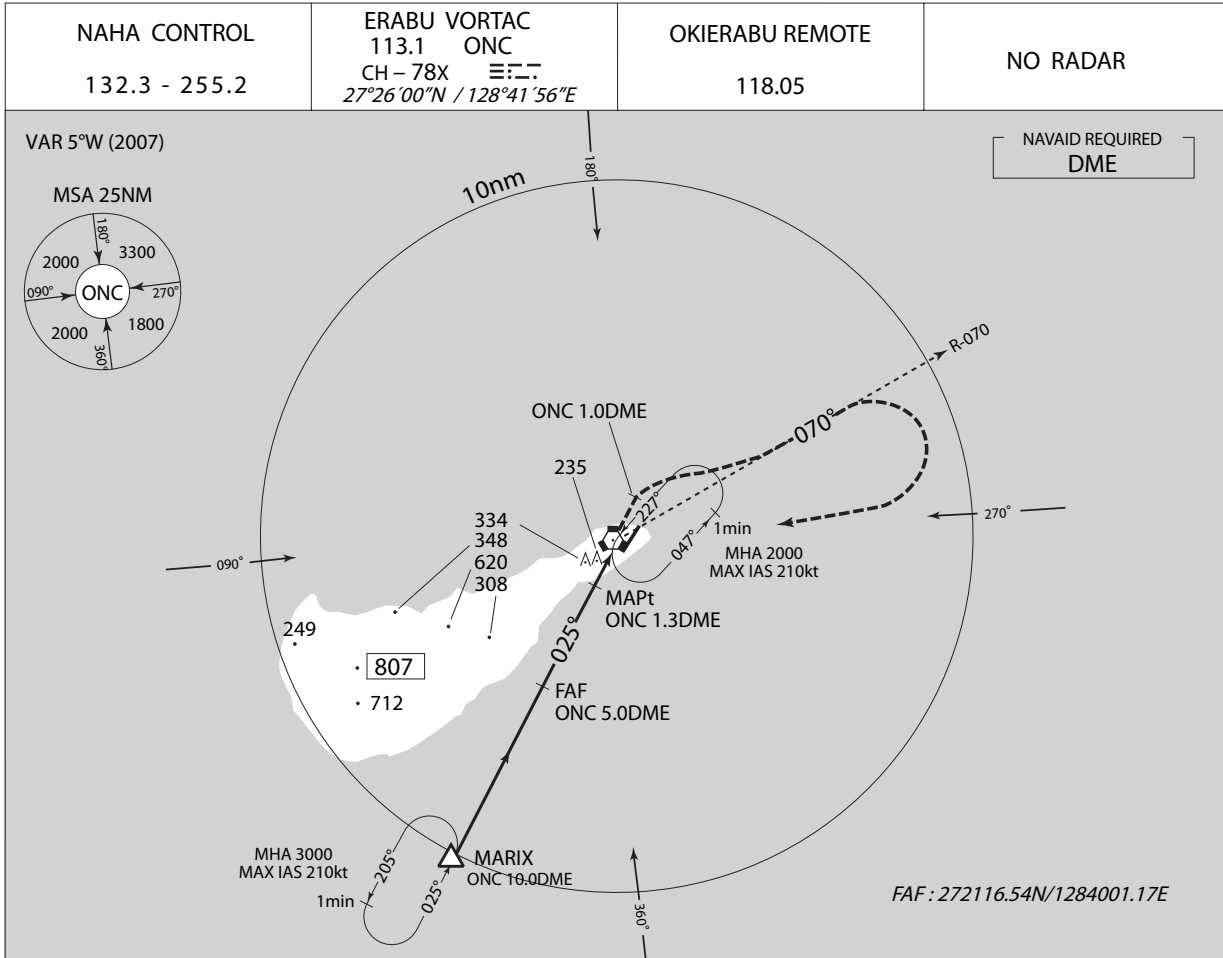 NAHA CONTROL
132.3 - 255.2
ERABU VORTAC
113.1 ONC
CH – 78X
27°26´00"N / 128°41´56"E
OKIERABU REMOTE
118.05
NO RADAR
VAR 5°W (2007)
NAVAID REQUIRED
DME
MSA 25NM
180°
2000
3300
090°
ONC
270°
2000
1800
360°
10nm
180°
R-070
070°
ONC 1.0DME
235
227°
334
348
620
308
047°
1min
MHA 2000
MAX IAS 210kt
270°
090°
MAPt
ONC 1.3DME
025°
249
807
712
FAF
ONC 5.0DME
MHA 3000
MAX IAS 210kt
1min
205°
025°
MARIX
ONC 10.0DME
360°
FAF : 272116.54N/1284001.17E